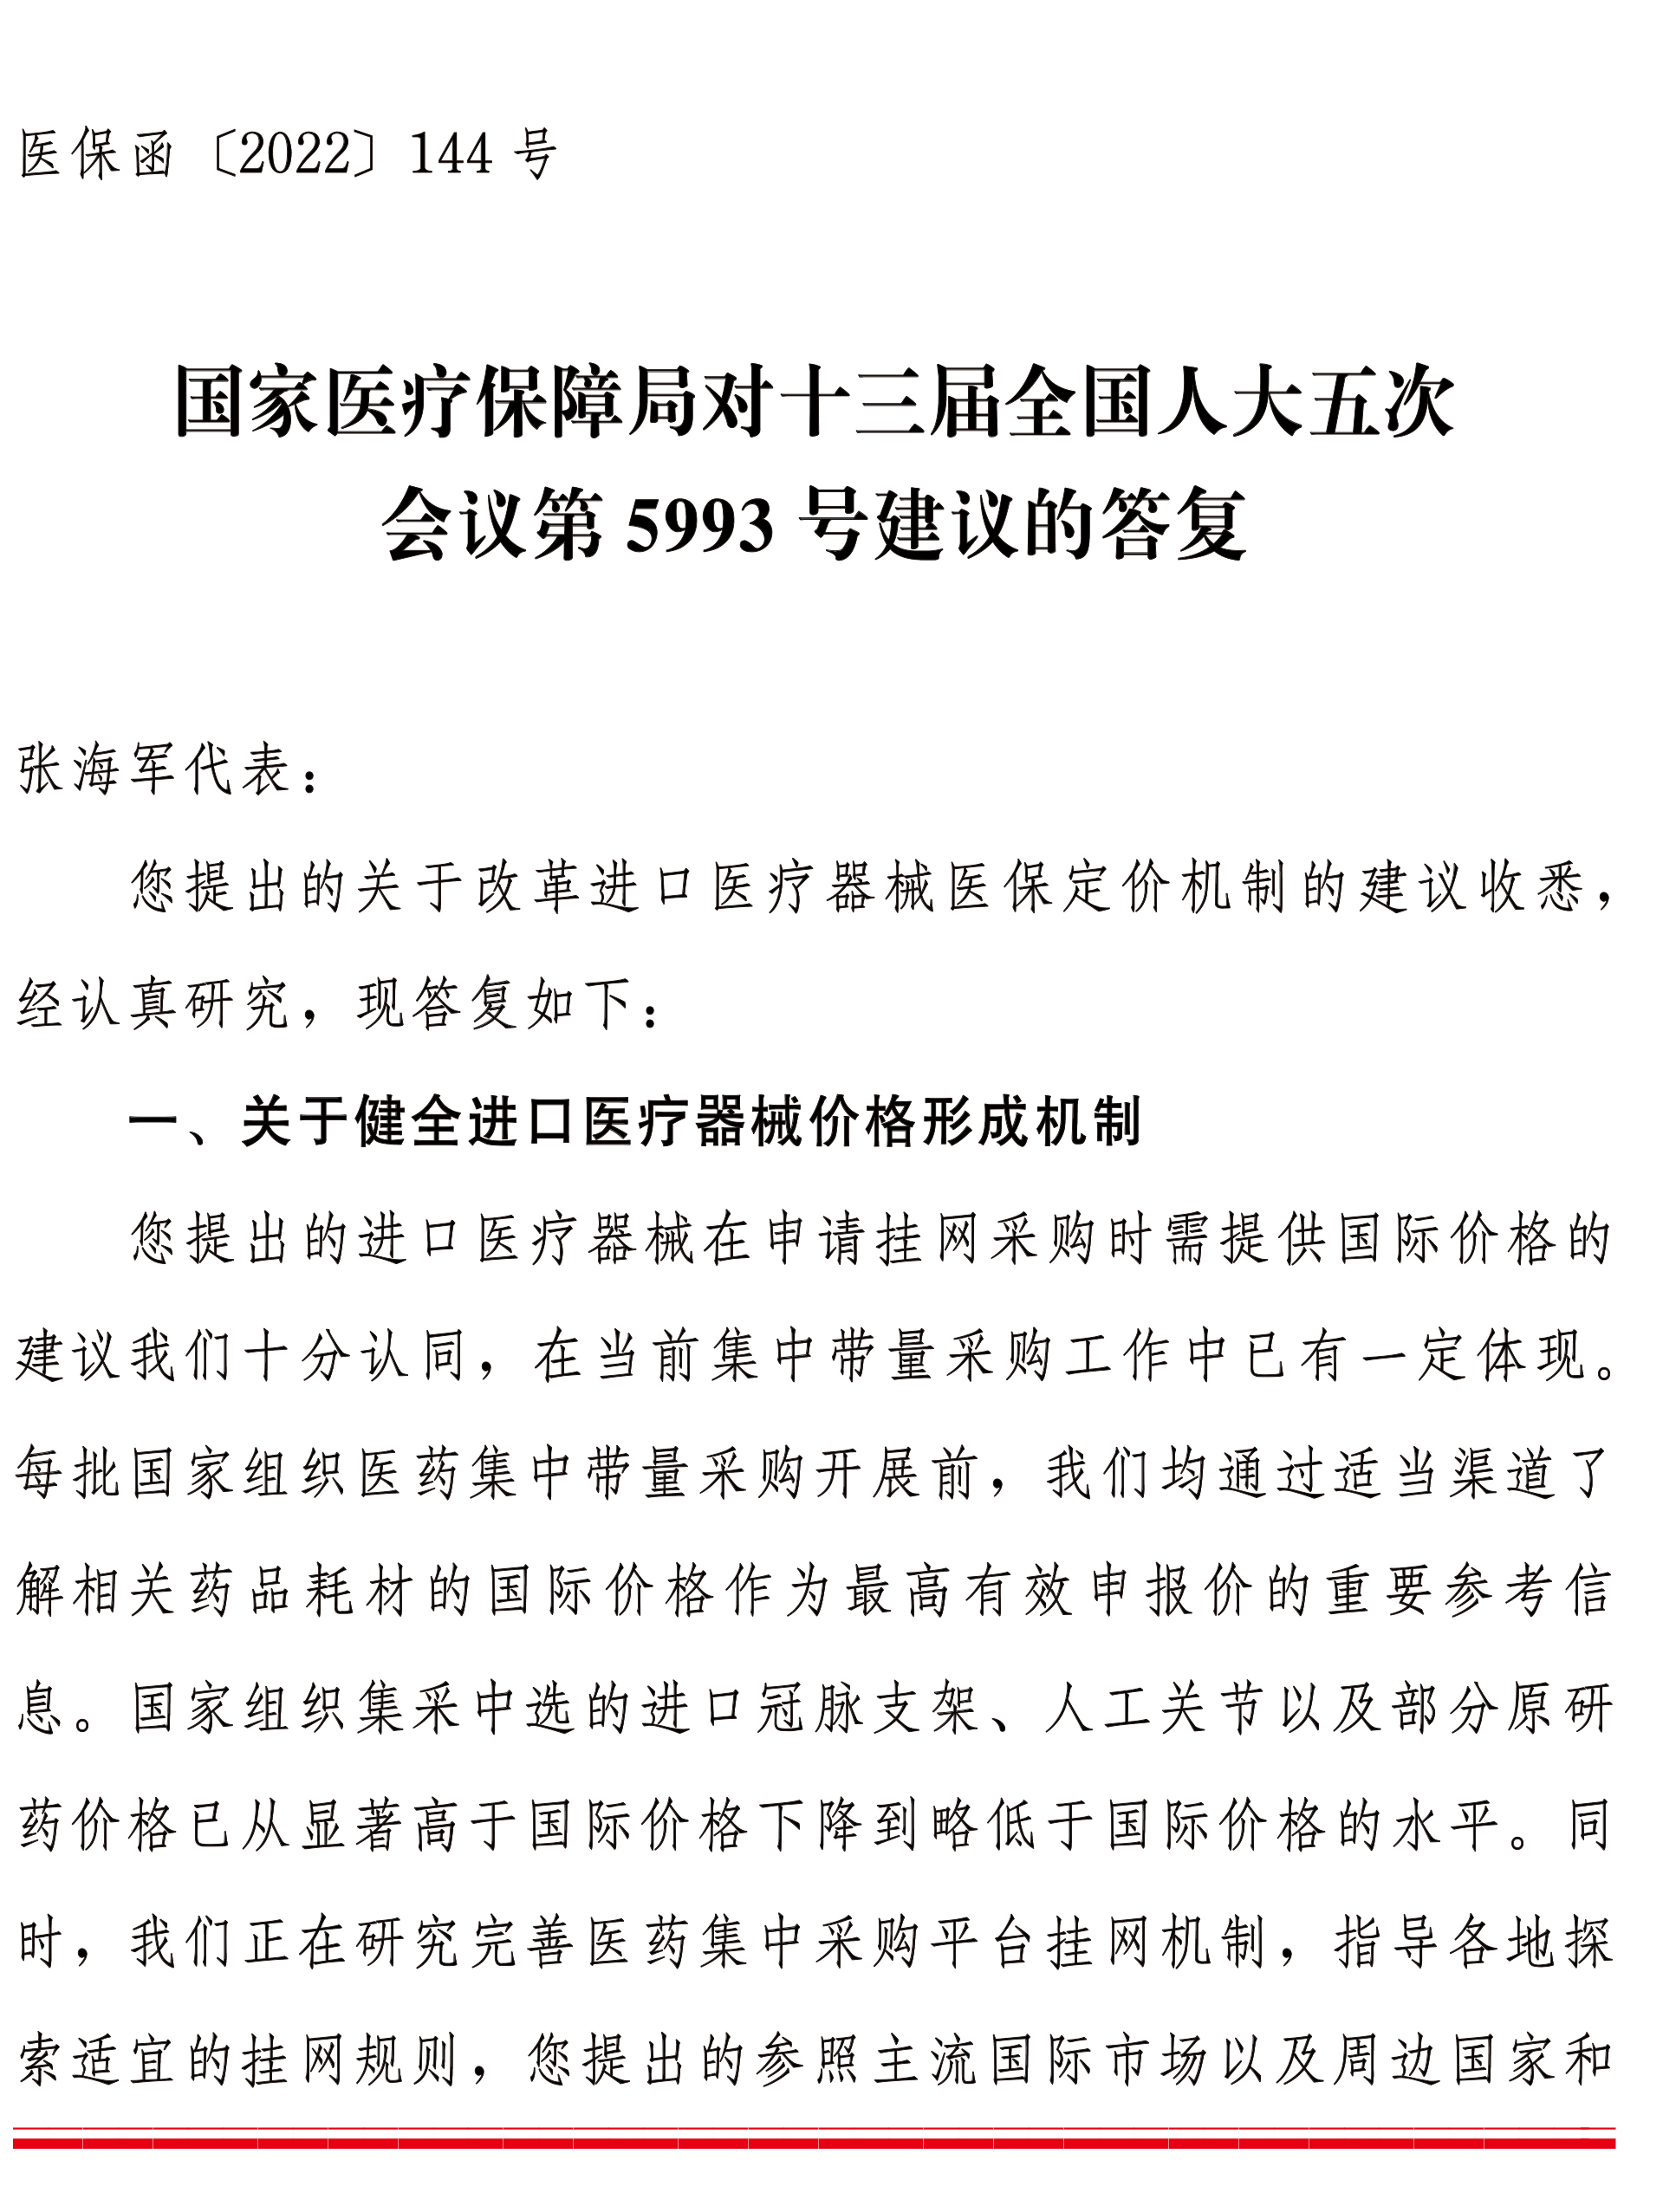 医保函〔2022〕144 号
国家医疗保障局对十三届全国人大五次
会议第 5993 号建议的答复
张海军代表：
您提出的关于改革进口医疗器械医保定价机制的建议收悉，
经认真研究，现答复如下：
一、关于健全进口医疗器械价格形成机制
您提出的进口医疗器械在申请挂网采购时需提供国际价格的
建议我们十分认同，在当前集中带量采购工作中已有一定体现。
每批国家组织医药集中带量采购开展前，我们均通过适当渠道了
解相关药品耗材的国际价格作为最高有效申报价的重要参考信
息。国家组织集采中选的进口冠脉支架、人工关节以及部分原研
药价格已从显著高于国际价格下降到略低于国际价格的水平。同
时，我们正在研究完善医药集中采购平台挂网机制，指导各地探
索适宜的挂网规则，您提出的参照主流国际市场以及周边国家和